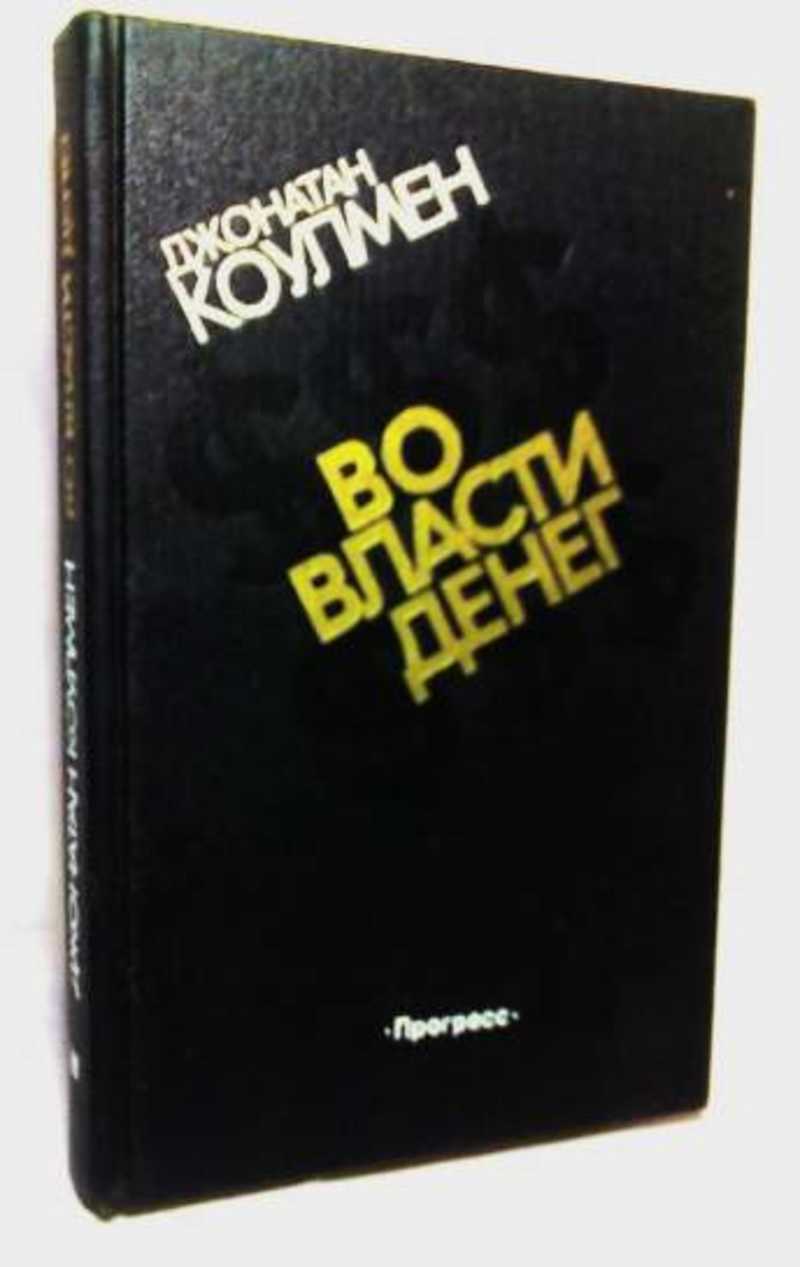 ДЖОНАТАН
КОУЛМЕН
ВО
ВЛАСТИ
ДЕНЕГ
·Прогресс·